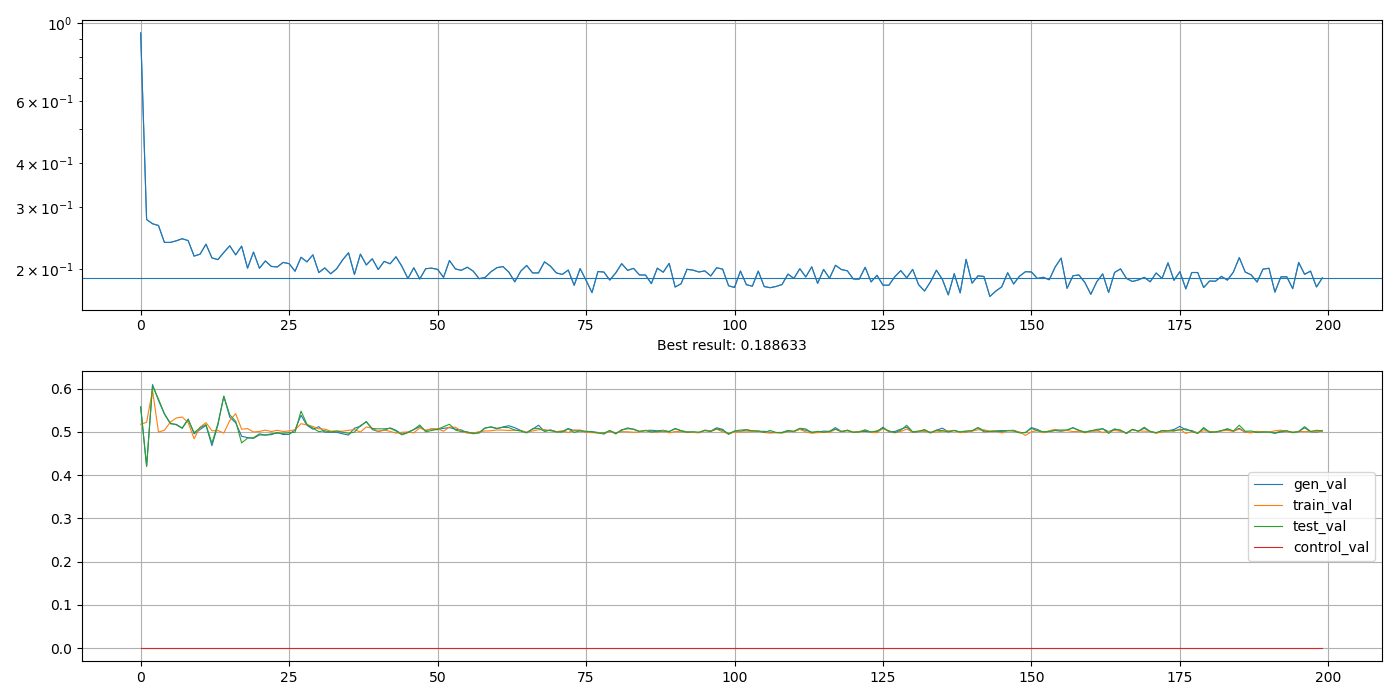 10⁰
6 × 10⁻¹
4 × 10⁻¹
3 × 10⁻¹
2 × 10⁻¹
0 25 50 75 100 125 150 175 200
Best result: 0.188633
0.6
0.5
0.4
0.3
0.2
0.1
0.0
gen_val
train_val
test_val
control_val
0 25 50 75 100 125 150 175 200